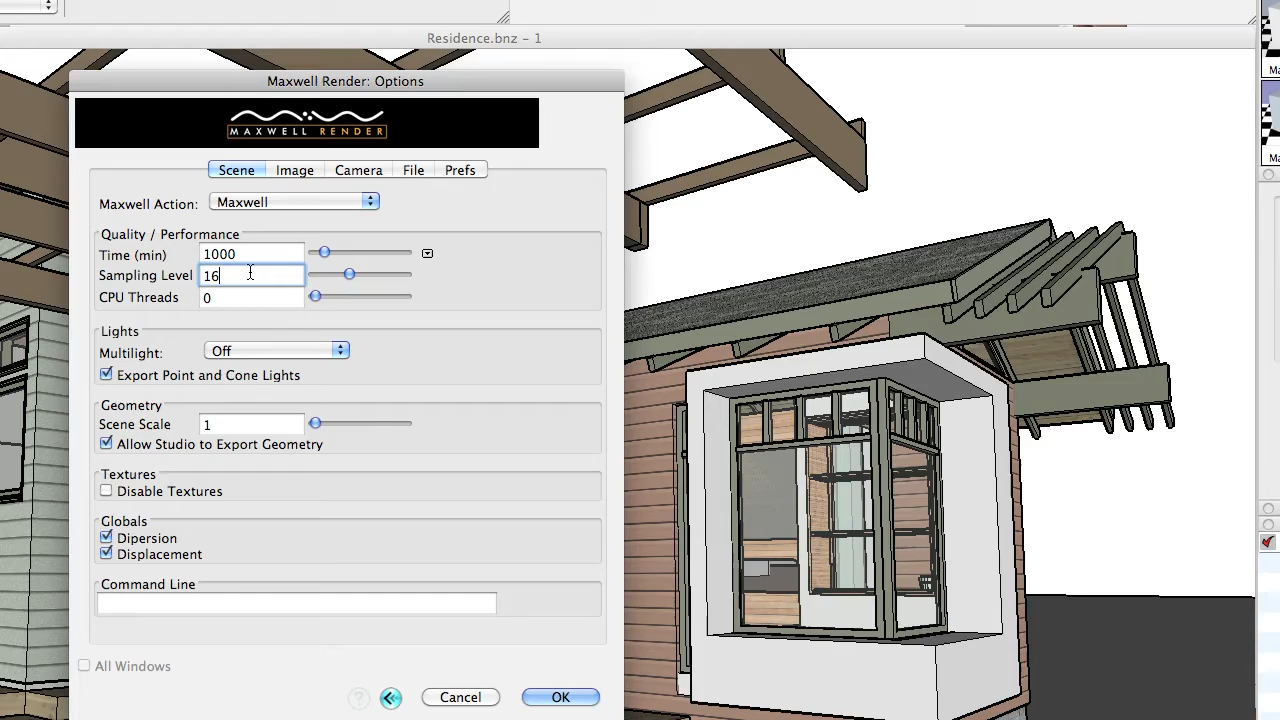 Residence.bnz – 1
Maxwell Render: Options
MAXWELL RENDER
Scene Image Camera File Prefs
Maxwell Action: Maxwell
Quality / Performance
Time (min) 1000
Sampling Level 16
CPU Threads 0
Lights
Multilight: Off
Export Point and Cone Lights
Geometry
Scene Scale 1
Allow Studio to Export Geometry
Textures
Disable Textures
Globals
Dipersion
Displacement
Command Line
All Windows
? Cancel OK
Ma
Ma